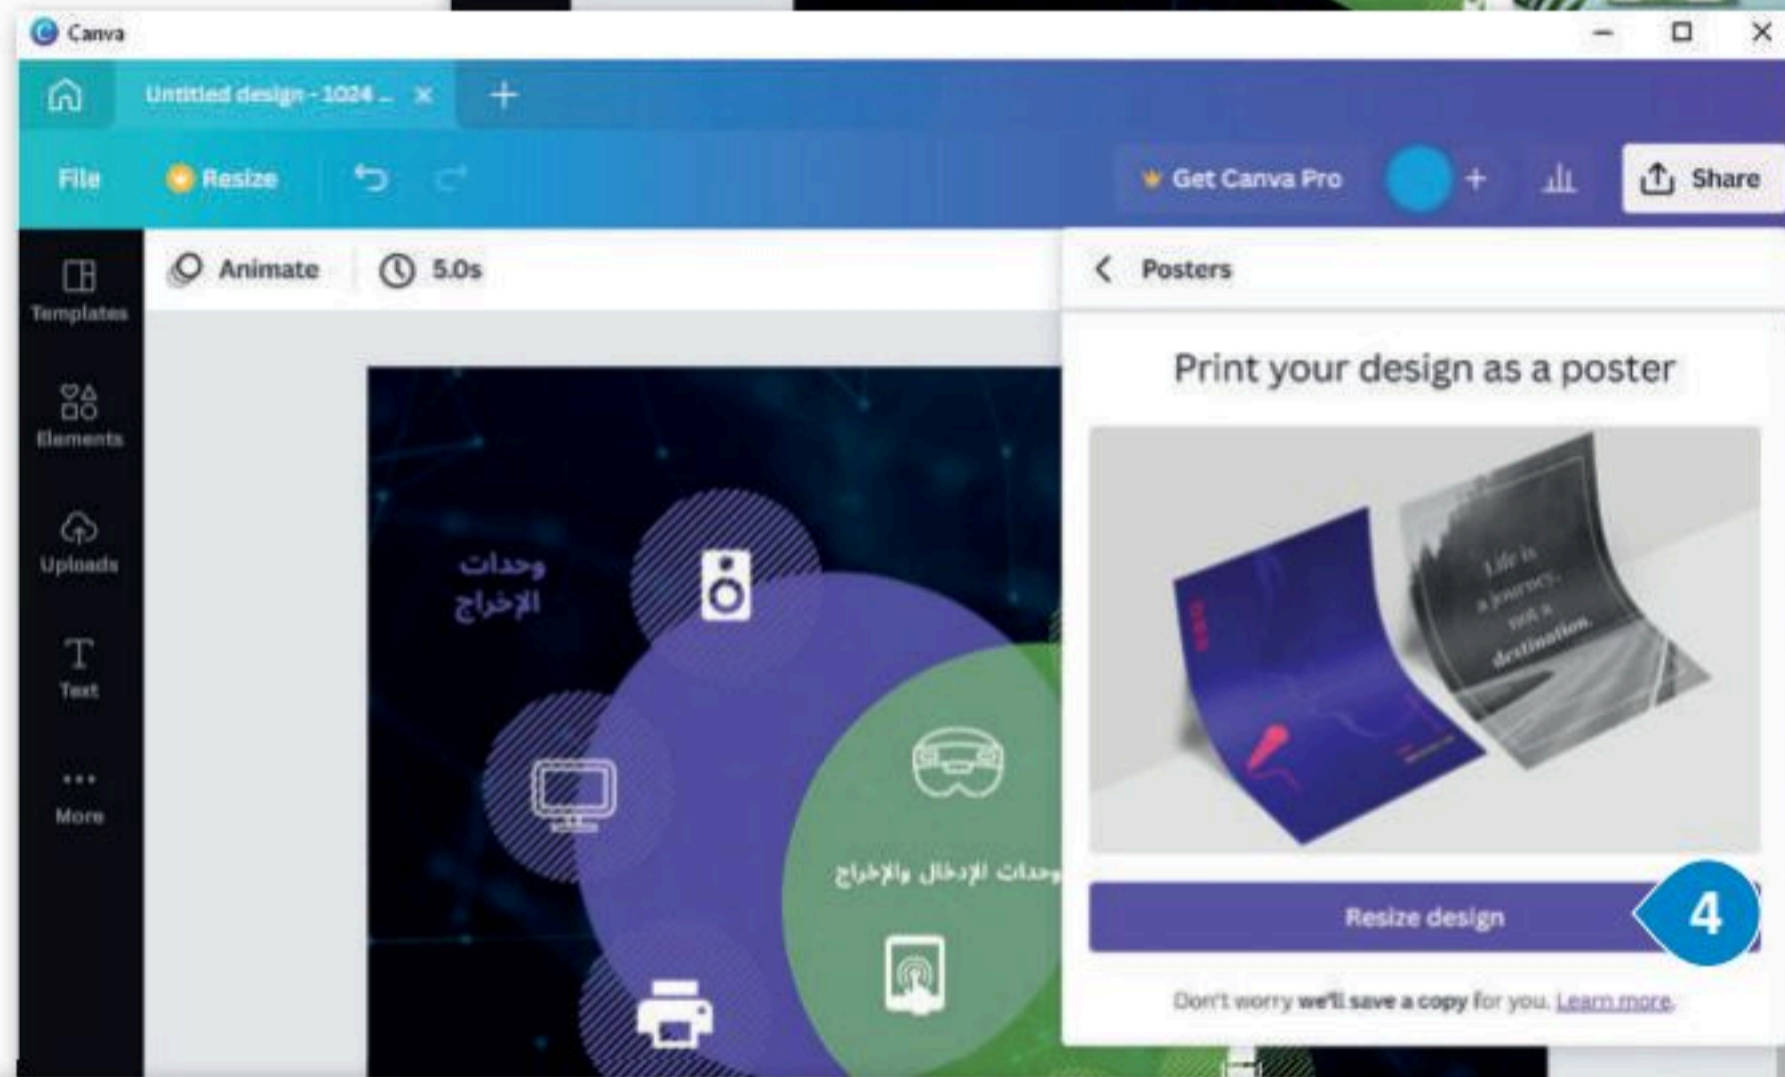 Canva
Untitled design - 1024 ...
File
Resize
Get Canva Pro
Share
Animate
5.0s
Posters
Templates
Elements
Uploads
Text
More
Print your design as a poster
Life is
a journey,
not a
destination.
وحدات
الإخراج
وحدات الإدخال والإخراج
Resize design
4
Don't worry we'll save a copy for you. Learn more.